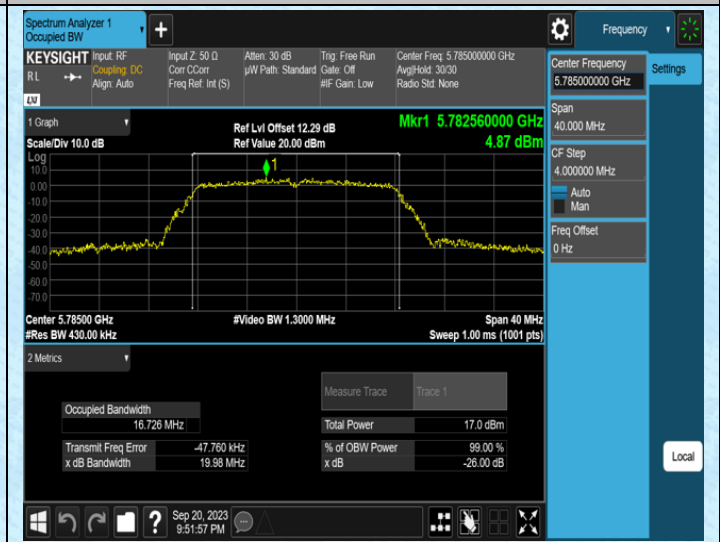 Spectrum Analyzer 1
Occupied BW
+
Frequency
KEYSIGHT Input: RF Input Z: 50 Ω Atten: 30 dB Trig: Free Run Center Freq: 5.785000000 GHz
RL Coupling: DC Corr CCorr µW Path: Standard Gate: Off Avg|Hold: 30/30
Align: Auto Freq Ref: Int (S) #IF Gain: Low Radio Std: None
LXI
Center Frequency
5.785000000 GHz
Settings
Span
40.000 MHz
CF Step
4.000000 MHz
Auto
Man
Freq Offset
0 Hz
1 Graph
Ref Lvl Offset 12.29 dB
Mkr1 5.782560000 GHz
Scale/Div 10.0 dB
Ref Value 20.00 dBm
4.87 dBm
Log
1
10.0
0.00
-10.0
-20.0
-30.0
-40.0
-50.0
-60.0
-70.0
Center 5.78500 GHz #Video BW 1.3000 MHz Span 40 MHz
#Res BW 430.00 kHz Sweep 1.00 ms (1001 pts)
2 Metrics
Measure Trace Trace 1
Occupied Bandwidth
16.726 MHz
Total Power 17.0 dBm
Transmit Freq Error -47.760 kHz % of OBW Power 99.00 %
x dB Bandwidth 19.98 MHz x dB -26.00 dB
Local
? Sep 20, 2023
9:51:57 PM